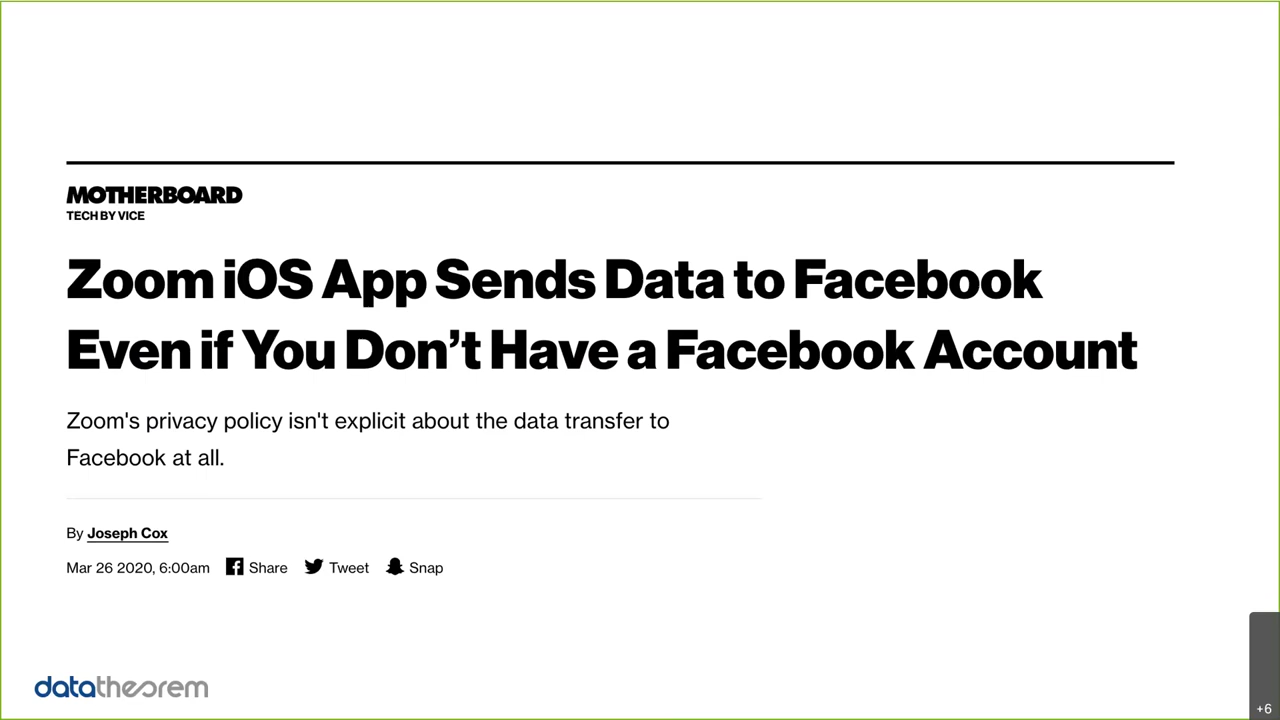 MOTHERBOARD
TECH BY VICE
Zoom iOS App Sends Data to Facebook
Even if You Don’t Have a Facebook Account
Zoom's privacy policy isn't explicit about the data transfer to
Facebook at all.
By Joseph Cox
Mar 26 2020, 6:00am Share Tweet Snap
datatheorem
+6